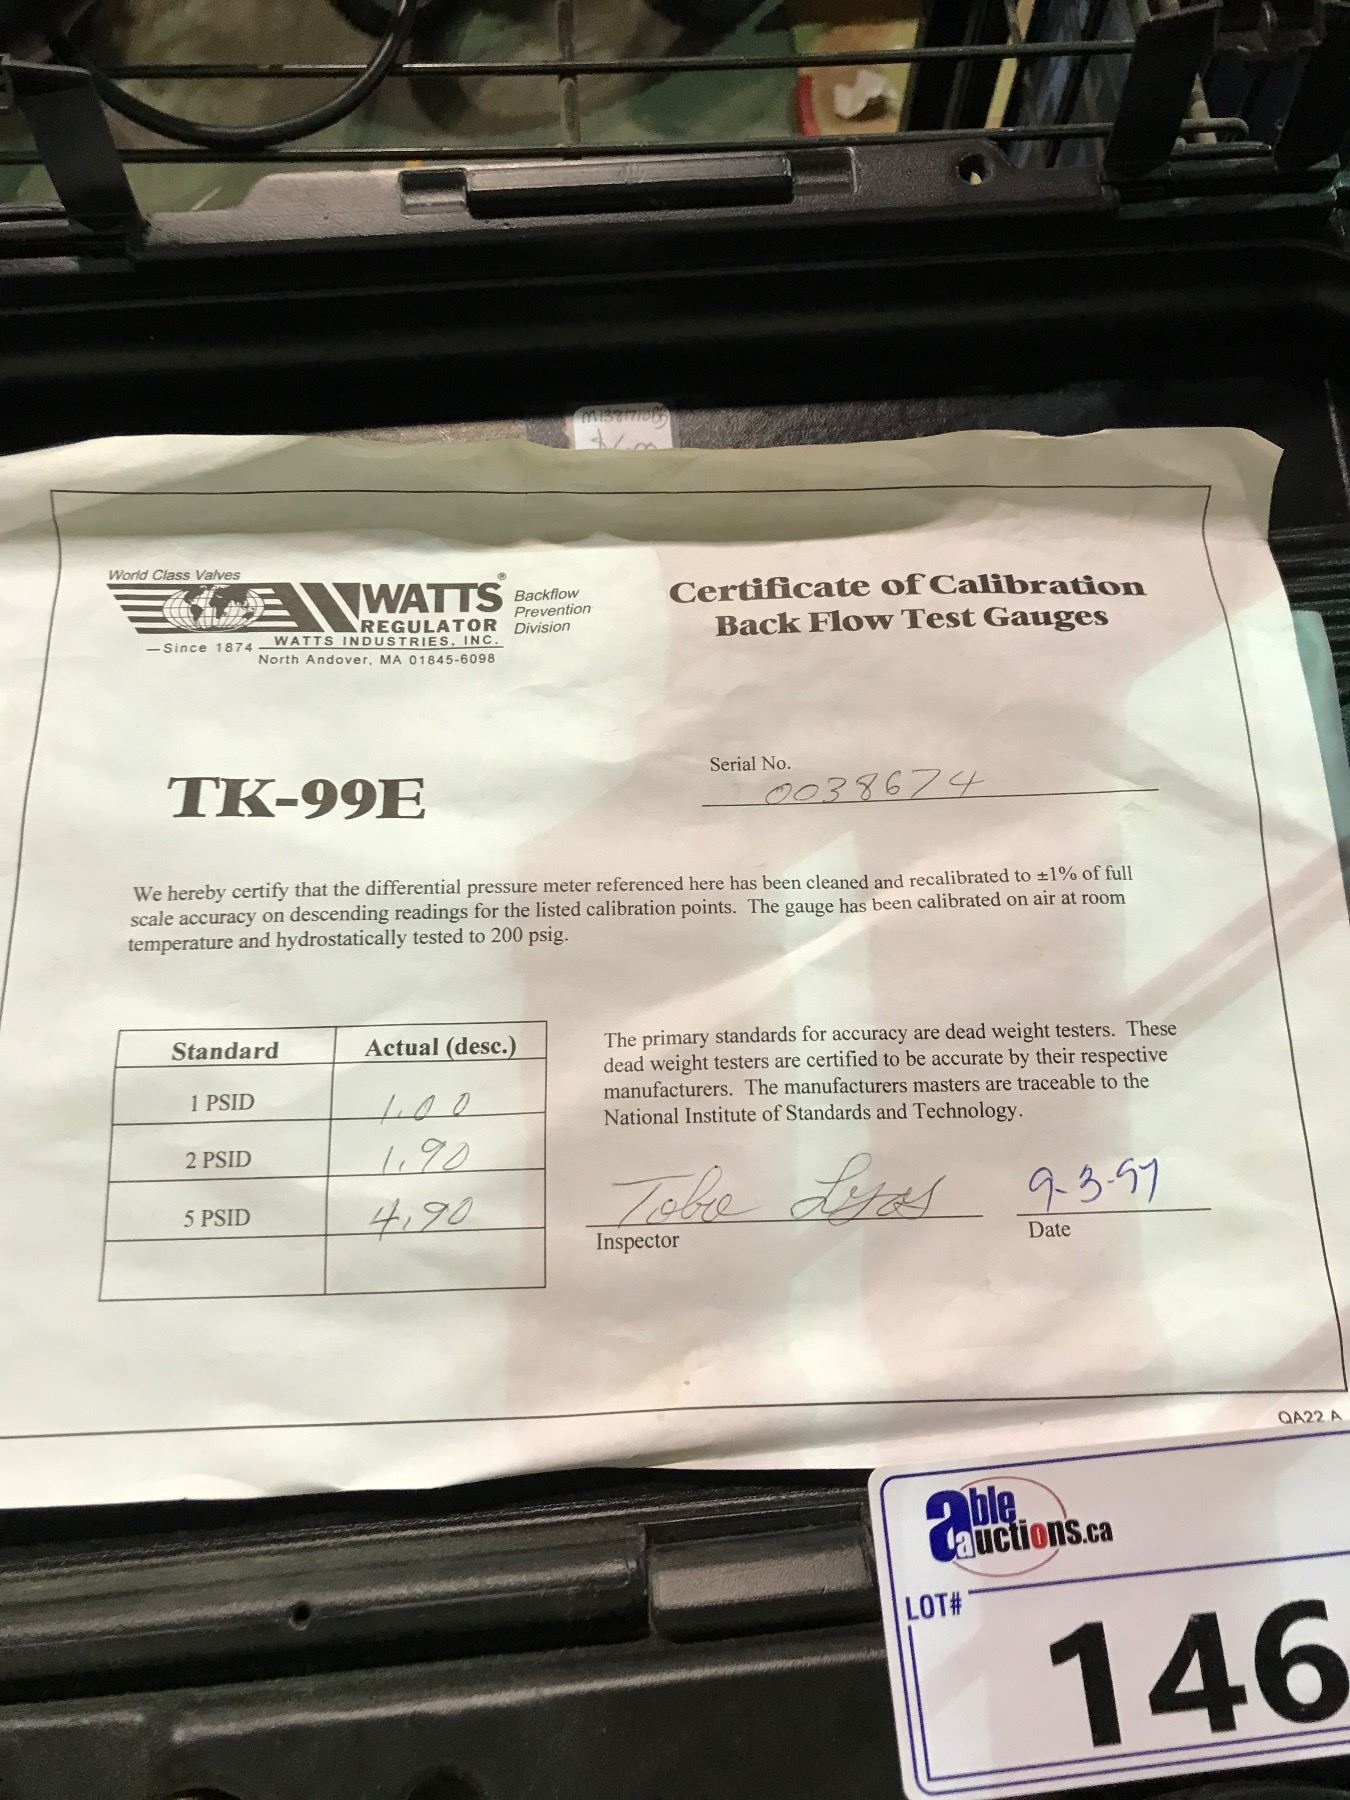 M1381710B
World Class Valves
WATTS®
REGULATOR
Backflow
Prevention
Division
Since 1874
WATTS INDUSTRIES, INC.
North Andover, MA 01845-6098
Certificate of Calibration
Back Flow Test Gauges
TK-99E
Serial No.
0038674
We hereby certify that the differential pressure meter referenced here has been cleaned and recalibrated to ±1% of full
scale accuracy on descending readings for the listed calibration points. The gauge has been calibrated on air at room
temperature and hydrostatically tested to 200 psig.
Standard Actual (desc.)
1 PSID 1.00
2 PSID 1.90
5 PSID 4.90
The primary standards for accuracy are dead weight testers. These
dead weight testers are certified to be accurate by their respective
manufacturers. The manufacturers masters are traceable to the
National Institute of Standards and Technology.
9-3-97
Inspector
Date
QA22 A
able
auctions.ca
LOT#
146